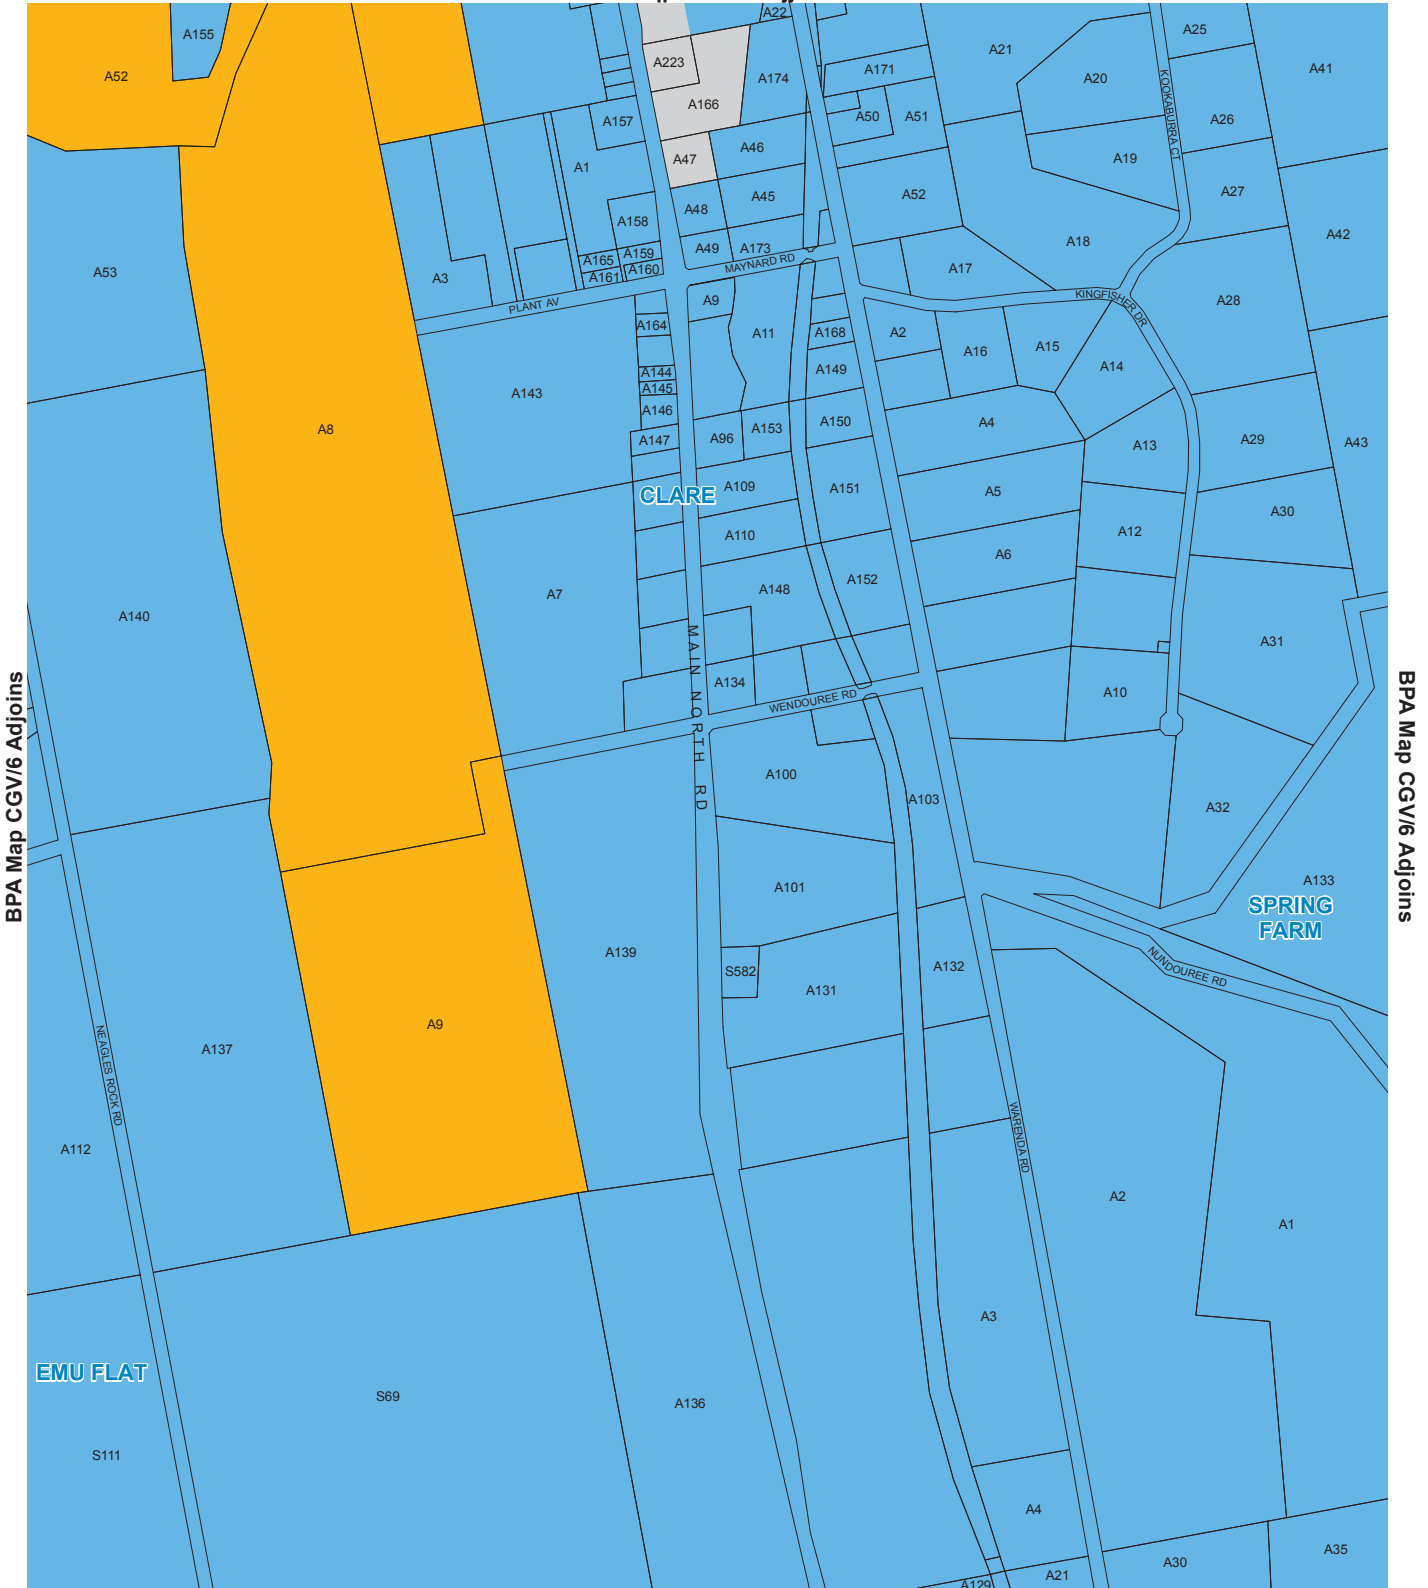 A22
A155
A25
A223
A21
A41
A52
A174
A171
A20
A166
A157
A50
A51
A26
KOOKABURRA CT
A47
A46
A19
A1
A45
A52
A27
A48
A158
A42
A18
A49
A173
A159
A53
A165
A160
A161
A3
MAYNARD RD
A17
PLANT AV
A9
KINGFISHER DR
A28
A164
A11
A168
A2
A16
A15
A144
A145
A149
A14
A143
A146
A8
A147
A96
A153
A150
A4
A13
A29
A43
CLARE
A109
A151
A5
A30
A110
A12
A6
A7
A148
A152
A140
A31
MAIN NORTH RD
A134
WENDOUREE RD
A10
BPA Map CGV/6 Adjoins
BPA Map CGV/6 Adjoins
A100
A103
A32
A101
A133
SPRING
FARM
A139
S582
A131
A132
NUNDOUREE RD
A9
A137
NEAGLES ROCK RD
A112
WARENDA RD
A2
A1
A3
EMU FLAT
S69
A136
S111
A4
A35
A30
A21
A129